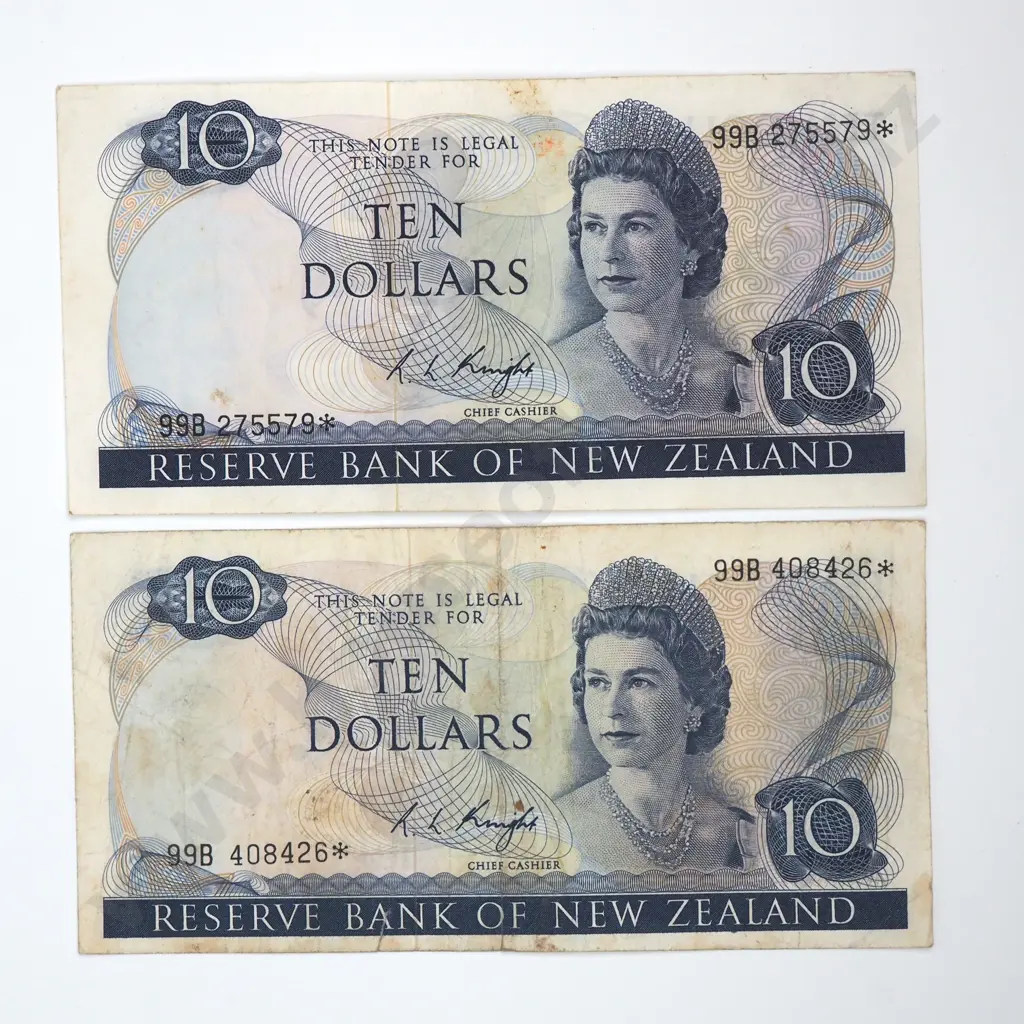 10
THIS NOTE IS LEGAL
TENDER FOR
99B 275579*
TEN
DOLLARS
K L Knight
10
CHIEF CASHIER
99B 275579*
RESERVE BANK OF NEW ZEALAND
10
THIS NOTE IS LEGAL
TENDER FOR
99B 408426*
TEN
DOLLARS
K L Knight
10
99B 408426*
CHIEF CASHIER
RESERVE BANK OF NEW ZEALAND